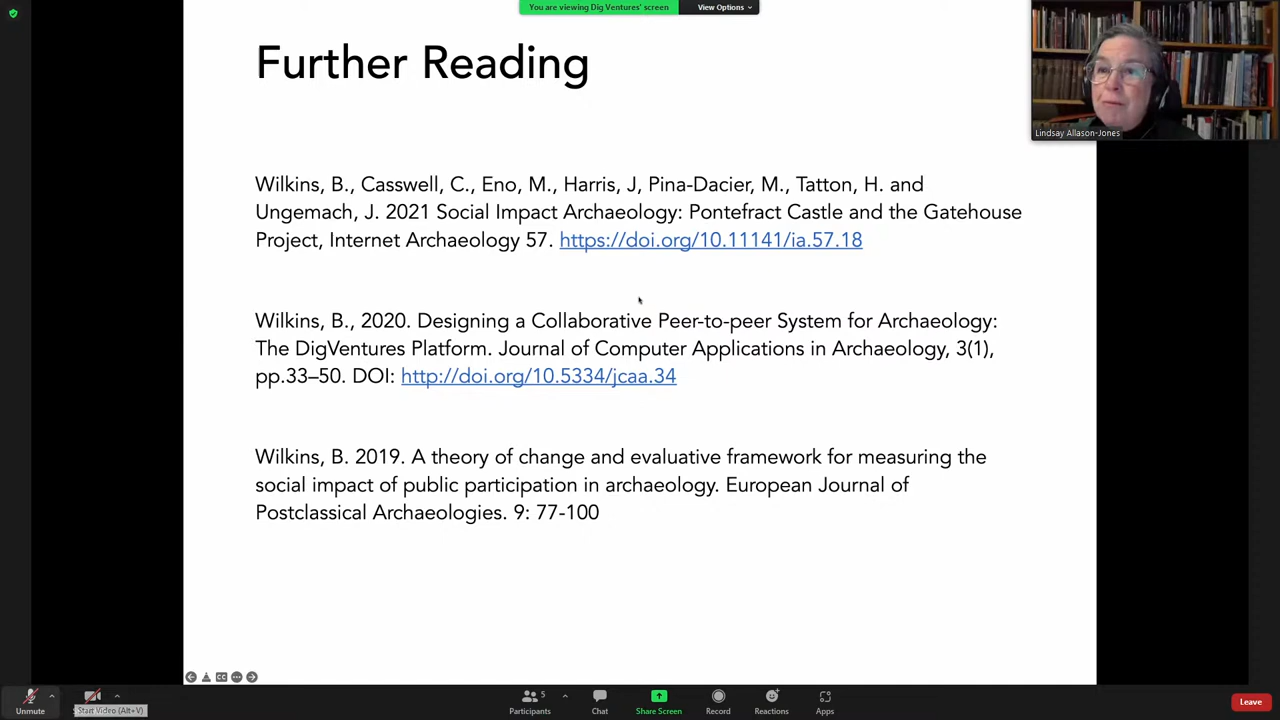 You are viewing Dig Ventures' screen
View Options
Further Reading
Lindsay Allason-Jones
Wilkins, B., Casswell, C., Eno, M., Harris, J, Pina-Dacier, M., Tatton, H. and
Ungemach, J. 2021 Social Impact Archaeology: Pontefract Castle and the Gatehouse
Project, Internet Archaeology 57. https://doi.org/10.11141/ia.57.18
Wilkins, B., 2020. Designing a Collaborative Peer-to-peer System for Archaeology:
The DigVentures Platform. Journal of Computer Applications in Archaeology, 3(1),
pp.33–50. DOI: http://doi.org/10.5334/jcaa.34
Wilkins, B. 2019. A theory of change and evaluative framework for measuring the
social impact of public participation in archaeology. European Journal of
Postclassical Archaeologies. 9: 77-100
CC
5
Unmute
Start Video (Alt+V)
Participants
Chat
Share Screen
Record
Reactions
Apps
Leave